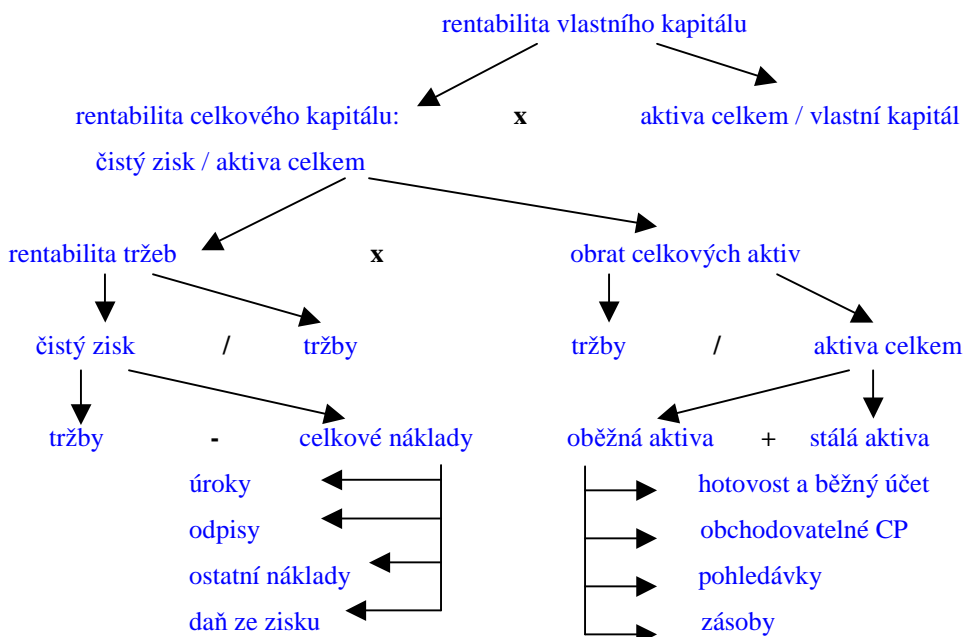 rentabilita vlastního kapitálu
rentabilita celkového kapitálu: x aktiva celkem / vlastní kapitál
čistý zisk / aktiva celkem
rentabilita tržeb x obrat celkových aktiv
čistý zisk / tržby tržby / aktiva celkem
tržby - celkové náklady oběžná aktiva + stálá aktiva
úroky hotovost a běžný účet
odpisy obchodovatelné CP
ostatní náklady pohledávky
daň ze zisku zásoby